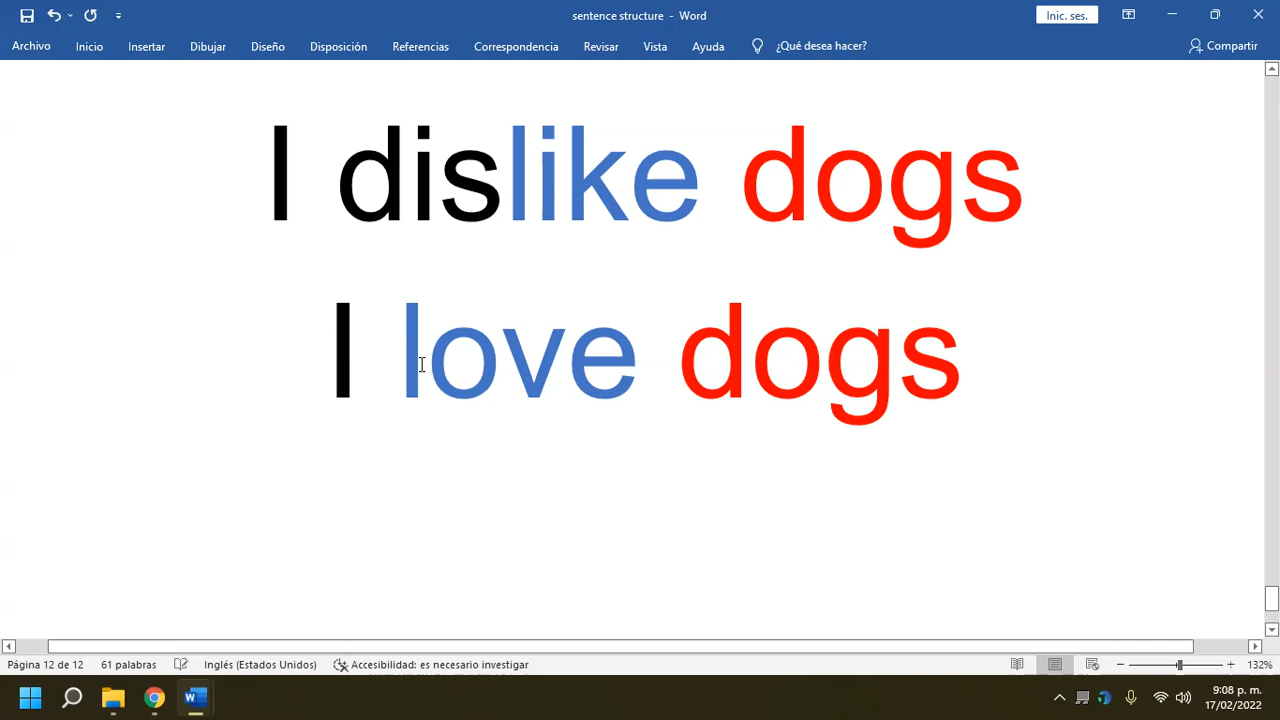 sentence structure - Word
Inic. ses.
Archivo Inicio Insertar Dibujar Diseño Disposición Referencias Correspondencia Revisar Vista Ayuda ¿Qué desea hacer? Compartir
I dislike dogs
I love dogs
Página 12 de 12 61 palabras Inglés (Estados Unidos) Accesibilidad: es necesario investigar 132%
9:08 p. m.
17/02/2022